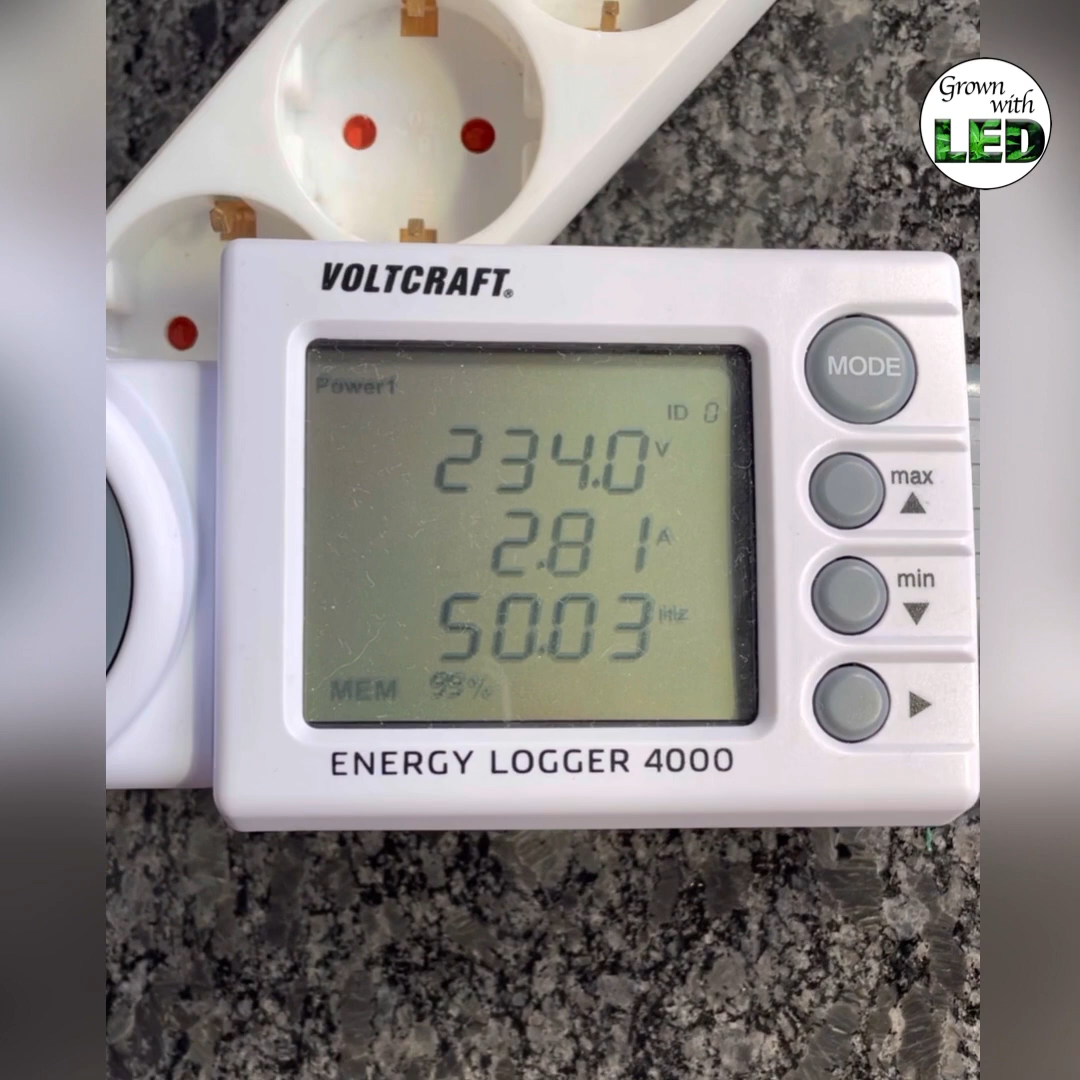 Grown
with
LED
VOLTCRAFT®
MODE
Power1
ID 0
234.0 V
max
2.81 A
min
50.03 Hz
MEM 99%
ENERGY LOGGER 4000